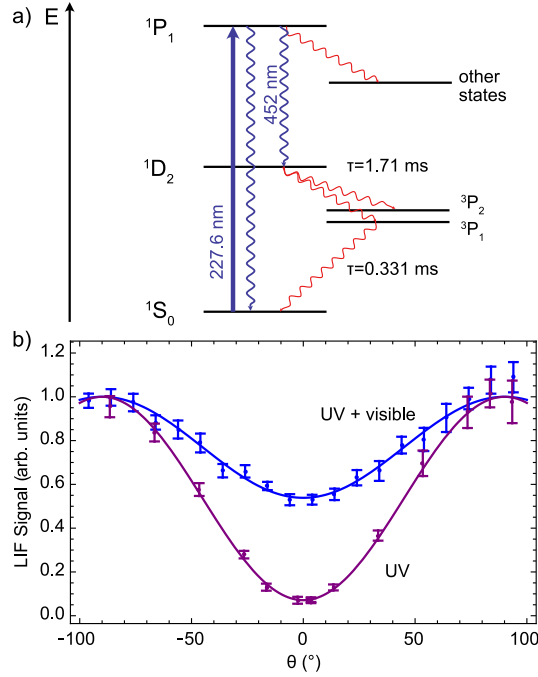 a) E
¹P₁
other
states
452 nm
227.6 nm
¹D₂
τ=1.71 ms
³P₂
³P₁
τ=0.331 ms
¹S₀
b)
LIF Signal (arb. units)
1.2
1.0
0.8
0.6
0.4
0.2
0.0
UV + visible
UV
−100 −50 0 50 100
θ (°)